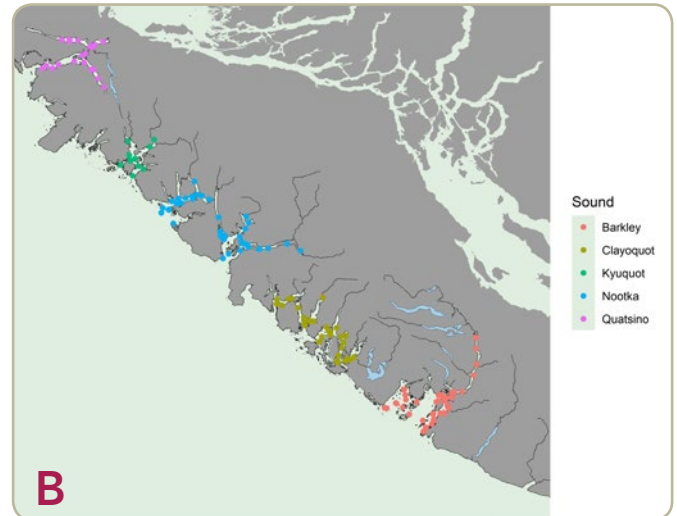 Sound
Barkley
Clayoquot
Kyuquot
Nootka
Quatsino
B